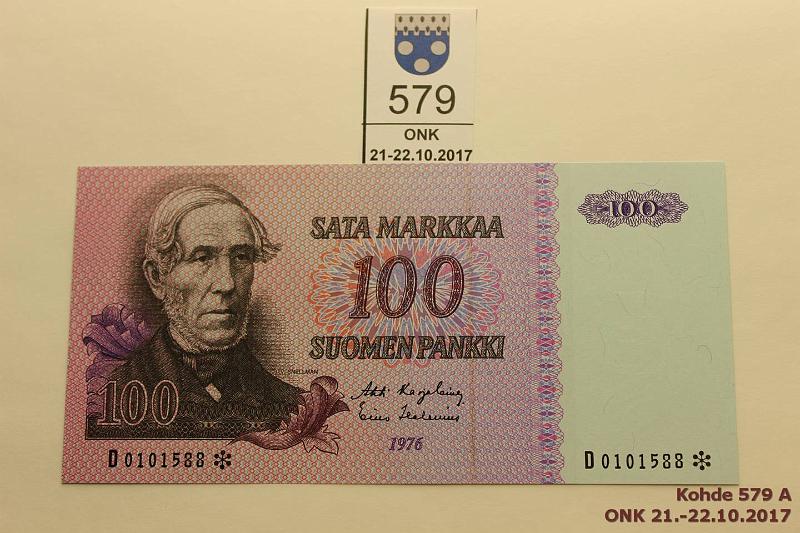 579
ONK
21-22.10.2017
100
SATA MARKKAA
100
SUOMEN PANKKI
SNELLMAN
100
1976
D0101588 *
D0101588 *
Kohde 579 A
ONK 21.-22.10.2017